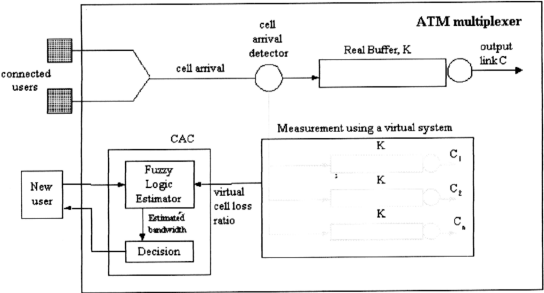 ATM multiplexer
cell
arrival
detector
Real Buffer, K
output
link C
connected
users
cell arrival
Measurement using a virtual system
CAC
K
C1
New
user
Fuzzy
Logic
Estimator
virtual
cell loss
ratio
K
C2
Estimated
bandwidth
K
Cn
Decision